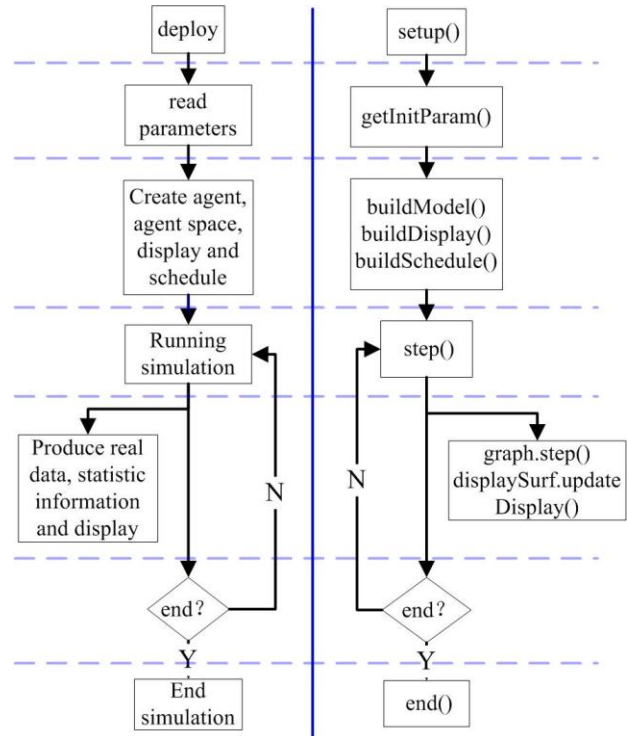 deploy
read
parameters
Create agent,
agent space,
display and
schedule
Running
simulation
Produce real
data, statistic
information
and display
N
end?
Y
End
simulation
setup()
getInitParam()
buildModel()
buildDisplay()
buildSchedule()
step()
graph.step()
displaySurf.update
Display()
N
end?
Y
end()